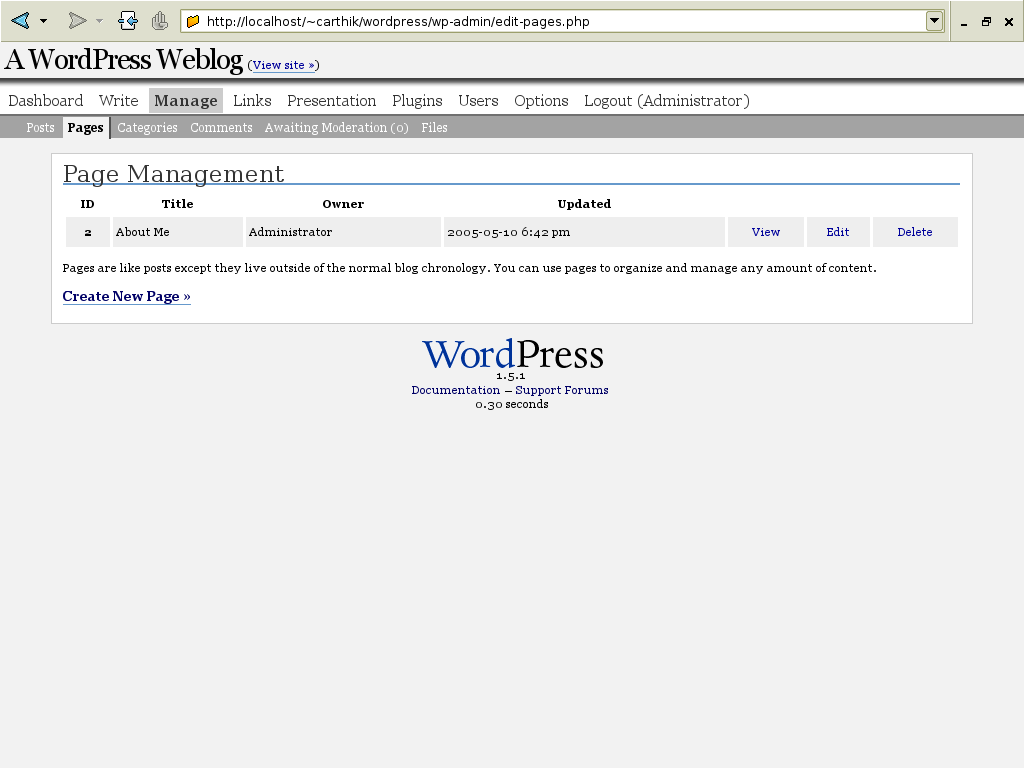 http://localhost/~carthik/wordpress/wp-admin/edit-pages.php
A WordPress Weblog (View site »)
Dashboard Write Manage Links Presentation Plugins Users Options Logout (Administrator)
Posts Pages Categories Comments Awaiting Moderation (0) Files
Page Management
ID Title Owner Updated
2 About Me Administrator 2005-05-10 6:42 pm View Edit Delete
Pages are like posts except they live outside of the normal blog chronology. You can use pages to organize and manage any amount of content.
Create New Page »
WordPress
1.5.1
Documentation — Support Forums
0.30 seconds